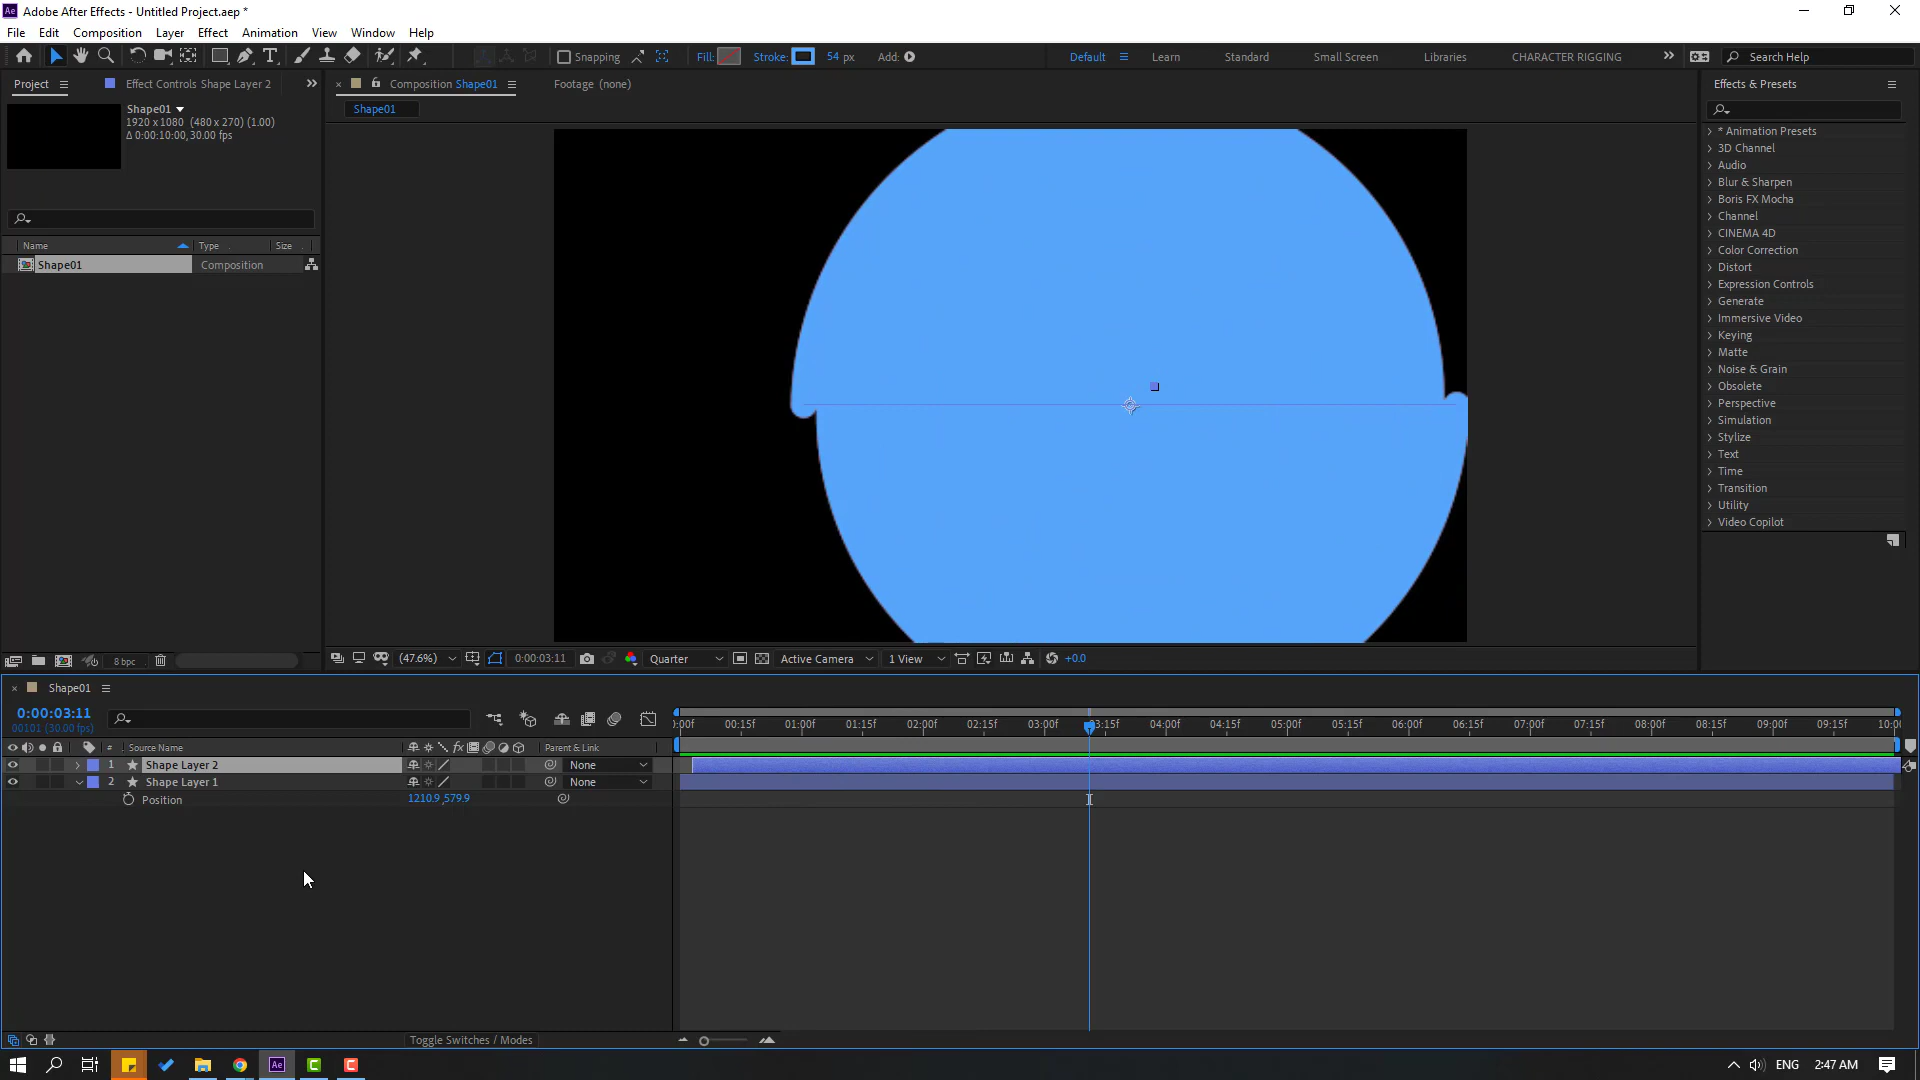 Adobe After Effects - Untitled Project.aep *
File Edit Composition Layer Effect Animation View Window Help
Snapping Fill: Stroke: 54 px Add: Default Learn Standard Small Screen Libraries CHARACTER RIGGING Search Help
Project Effect Controls Shape Layer 2 Composition Shape01 Footage (none) Effects & Presets
Shape01
1920 x 1080 (480 x 270) (1.00)
Δ 0:00:10:00, 30.00 fps
Name Type Size
Shape01 Composition
Shape01
* Animation Presets
3D Channel
Audio
Blur & Sharpen
Boris FX Mocha
Channel
CINEMA 4D
Color Correction
Distort
Expression Controls
Generate
Immersive Video
Keying
Matte
Noise & Grain
Obsolete
Perspective
Simulation
Stylize
Text
Time
Transition
Utility
Video Copilot
8 bpc (47.6%) 0:00:03:11 Quarter Active Camera 1 View +0.0
Shape01
0:00:03:11
00101 (30.00 fps)
:00f 00:15f 01:00f 01:15f 02:00f 02:15f 03:00f 03:15f 04:00f 04:15f 05:00f 05:15f 06:00f 06:15f 07:00f 07:15f 08:00f 08:15f 09:00f 09:15f 10:00
# Source Name fx Parent & Link
1 Shape Layer 2 None
2 Shape Layer 1 None
Position 1210.9,579.9
Toggle Switches / Modes
Ae ENG 2:47 AM